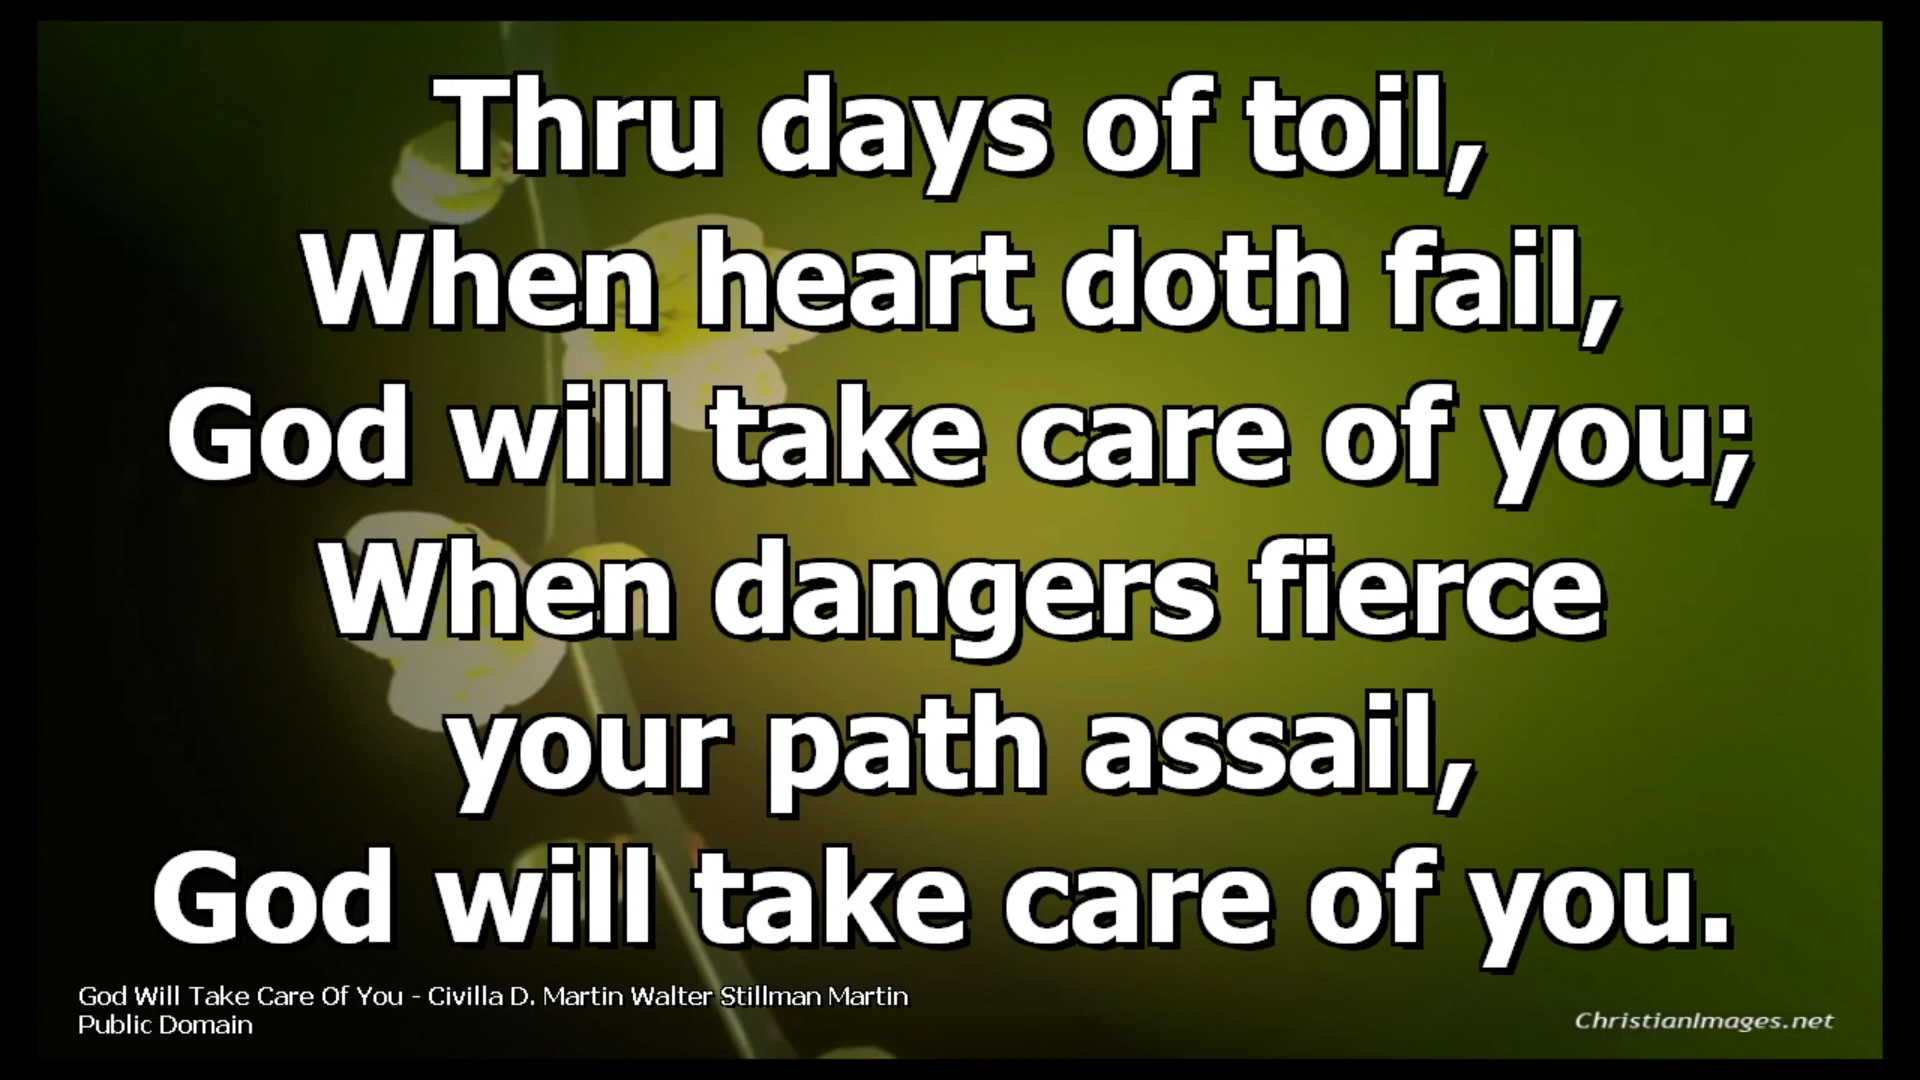 Thru days of toil,
When heart doth fail,
God will take care of you;
When dangers fierce
your path assail,
God will take care of you.
God Will Take Care Of You - Civilla D. Martin Walter Stillman Martin
Public Domain
ChristianImages.net